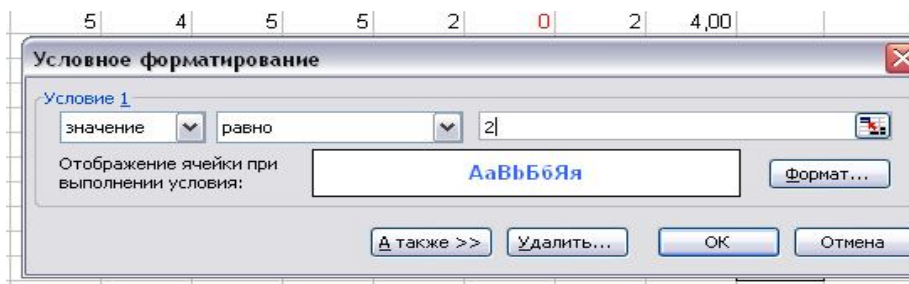 5 4 5 5 2 0 2 4,00
Условное форматирование
Условие 1
значение равно 2
Отображение ячейки при
выполнении условия:
АаВbБбЯя
Формат...
А также >> Удалить... ОК Отмена